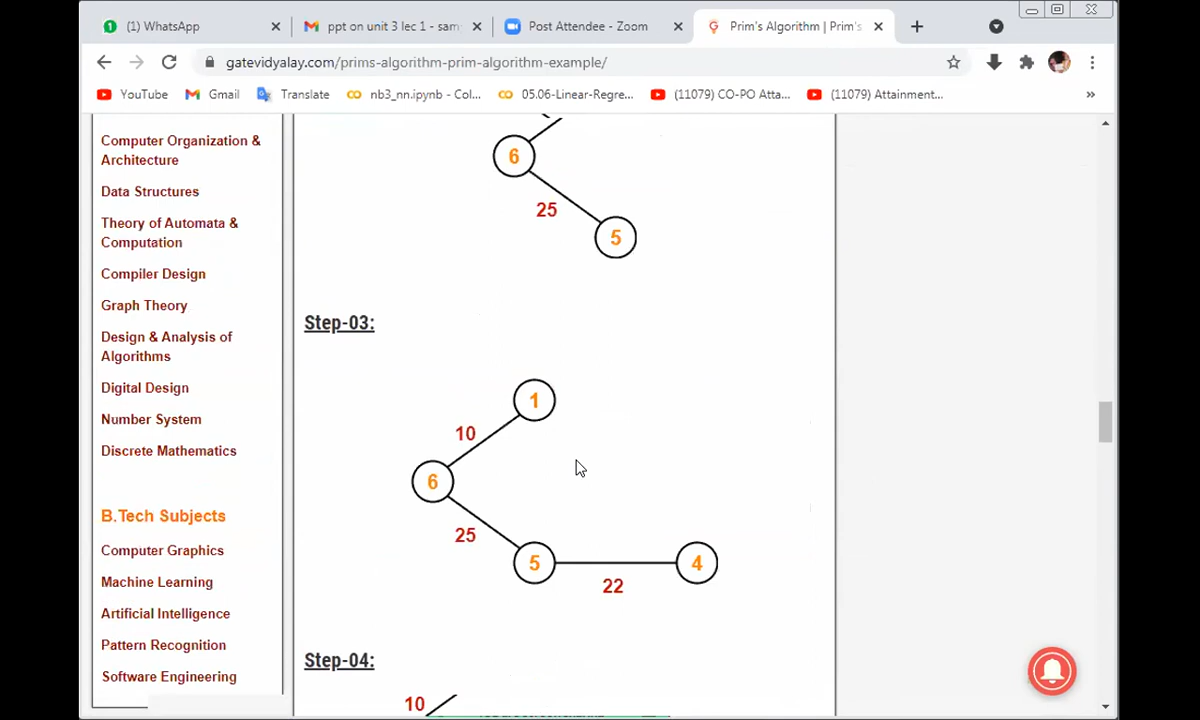 (1) WhatsApp
ppt on unit 3 lec 1 - sam
Post Attendee - Zoom
Prim's Algorithm | Prim's
gatevidyalay.com/prims-algorithm-prim-algorithm-example/
YouTube
Gmail
Translate
nb3_nn.ipynb - Col...
05.06-Linear-Regre...
(11079) CO-PO Atta...
(11079) Attainment...
»
Computer Organization &
Architecture
Data Structures
Theory of Automata &
Computation
Compiler Design
Graph Theory
Design & Analysis of
Algorithms
Digital Design
Number System
Discrete Mathematics
B.Tech Subjects
Computer Graphics
Machine Learning
Artificial Intelligence
Pattern Recognition
Software Engineering
6
25
5
Step-03:
1
10
6
25
5
4
22
Step-04:
10